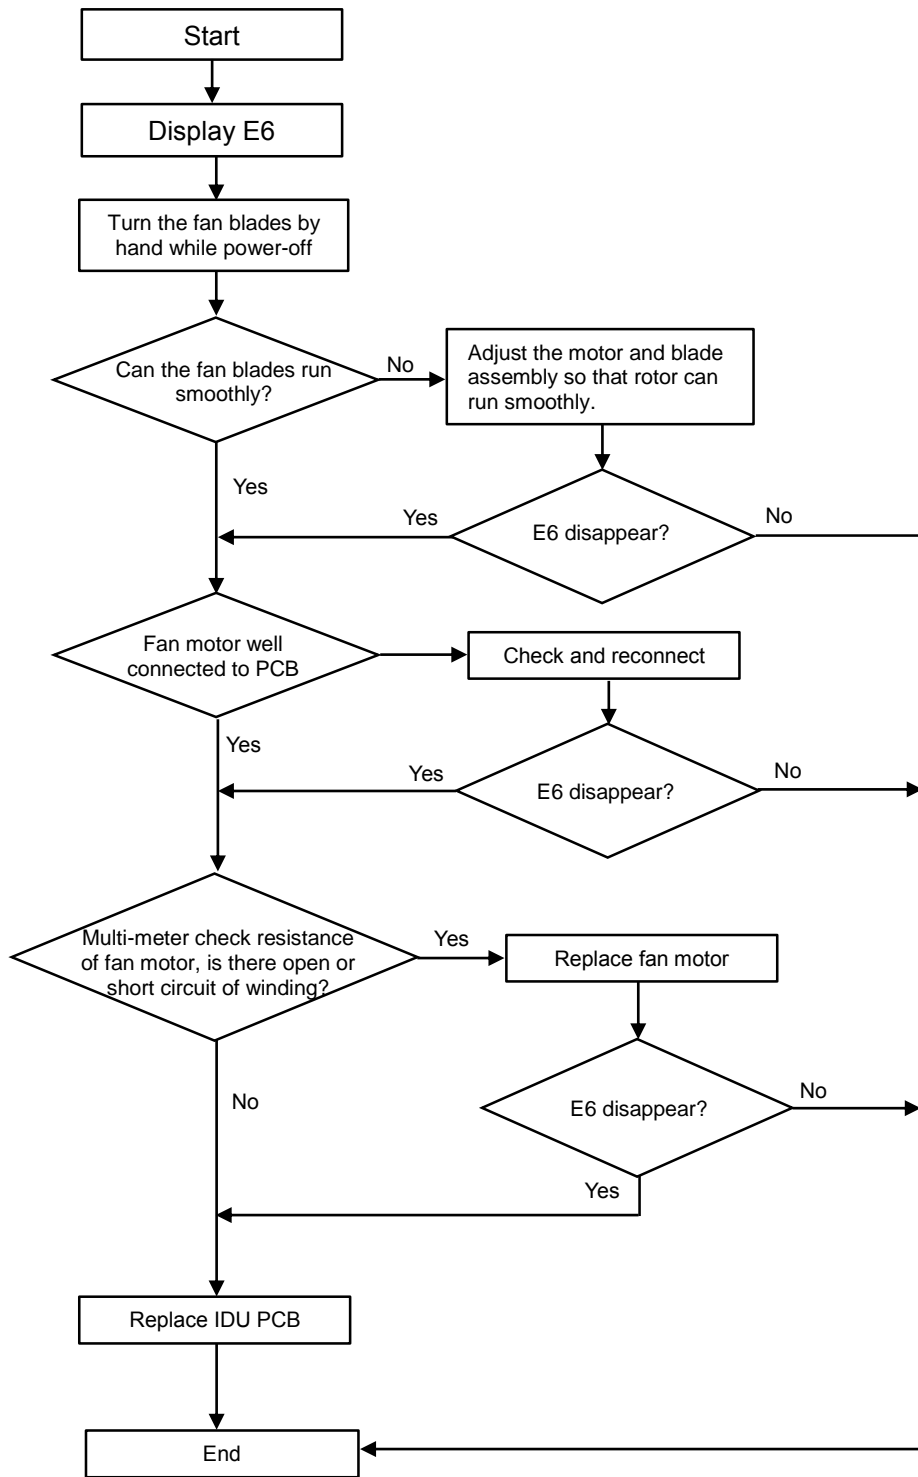 Start
Display E6
Turn the fan blades by
hand while power-off
Can the fan blades run
smoothly?
No
Adjust the motor and blade
assembly so that rotor can
run smoothly.
Yes
Yes
E6 disappear?
No
Fan motor well
connected to PCB
Check and reconnect
Yes
Yes
E6 disappear?
No
Multi-meter check resistance
of fan motor, is there open or
short circuit of winding?
Yes
Replace fan motor
No
E6 disappear?
No
Yes
Replace IDU PCB
End